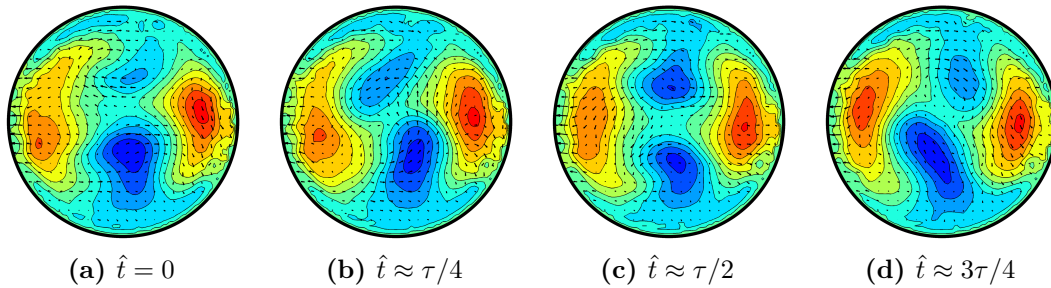 (a) t̂ = 0 (b) t̂ ≈ τ/4 (c) t̂ ≈ τ/2 (d) t̂ ≈ 3τ/4